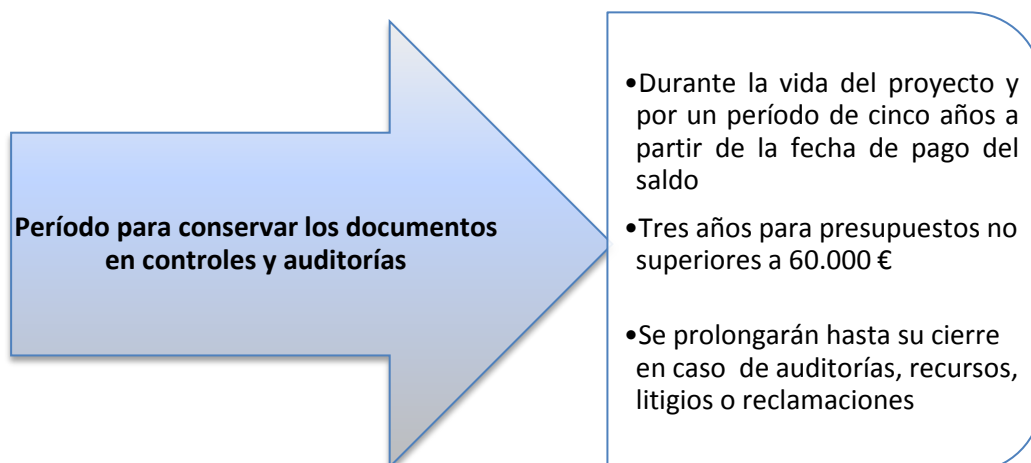 Período para conservar los documentos
en controles y auditorías
•Durante la vida del proyecto y
por un período de cinco años a
partir de la fecha de pago del
saldo
•Tres años para presupuestos no
superiores a 60.000 €
•Se prolongarán hasta su cierre
en caso de auditorías, recursos,
litigios o reclamaciones